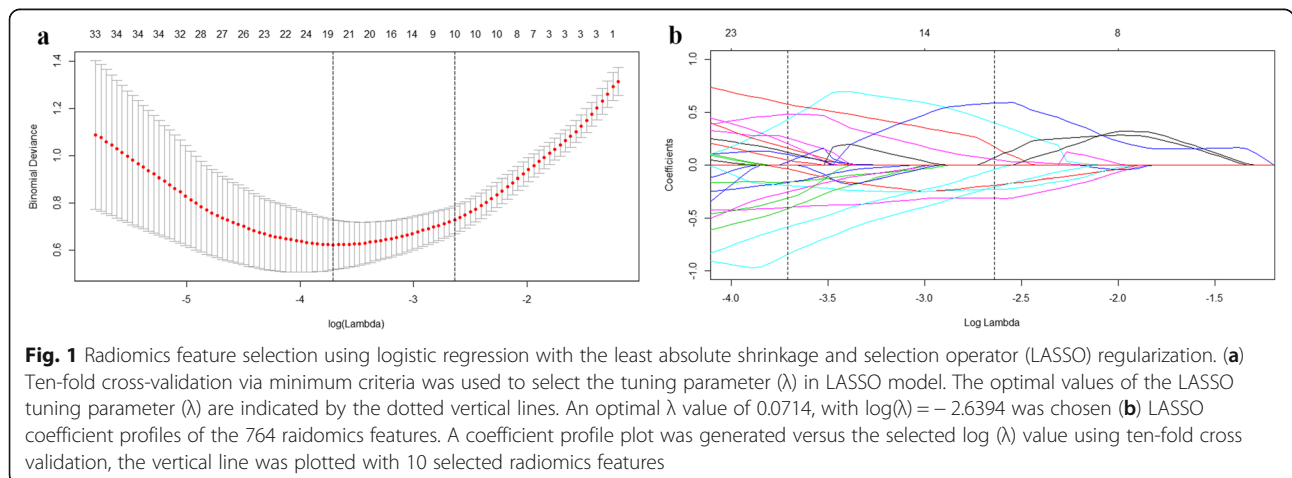 a
33 34 34 34 32 28 27 26 23 22 24 19 21 20 16 14 9 10 10 10 8 7 3 3 3 3 1
1.4
1.2
1.0
0.8
0.6
Binomial Deviance
-5 -4 -3 -2
log(Lambda)
b
23 14 8
1.0
0.5
0.0
-0.5
-1.0
Coefficients
-4.0 -3.5 -3.0 -2.5 -2.0 -1.5
Log Lambda
Fig. 1 Radiomics feature selection using logistic regression with the least absolute shrinkage and selection operator (LASSO) regularization. (a)
Ten-fold cross-validation via minimum criteria was used to select the tuning parameter (λ) in LASSO model. The optimal values of the LASSO
tuning parameter (λ) are indicated by the dotted vertical lines. An optimal λ value of 0.0714, with log(λ) = − 2.6394 was chosen (b) LASSO
coefficient profiles of the 764 raidomics features. A coefficient profile plot was generated versus the selected log (λ) value using ten-fold cross
validation, the vertical line was plotted with 10 selected radiomics features